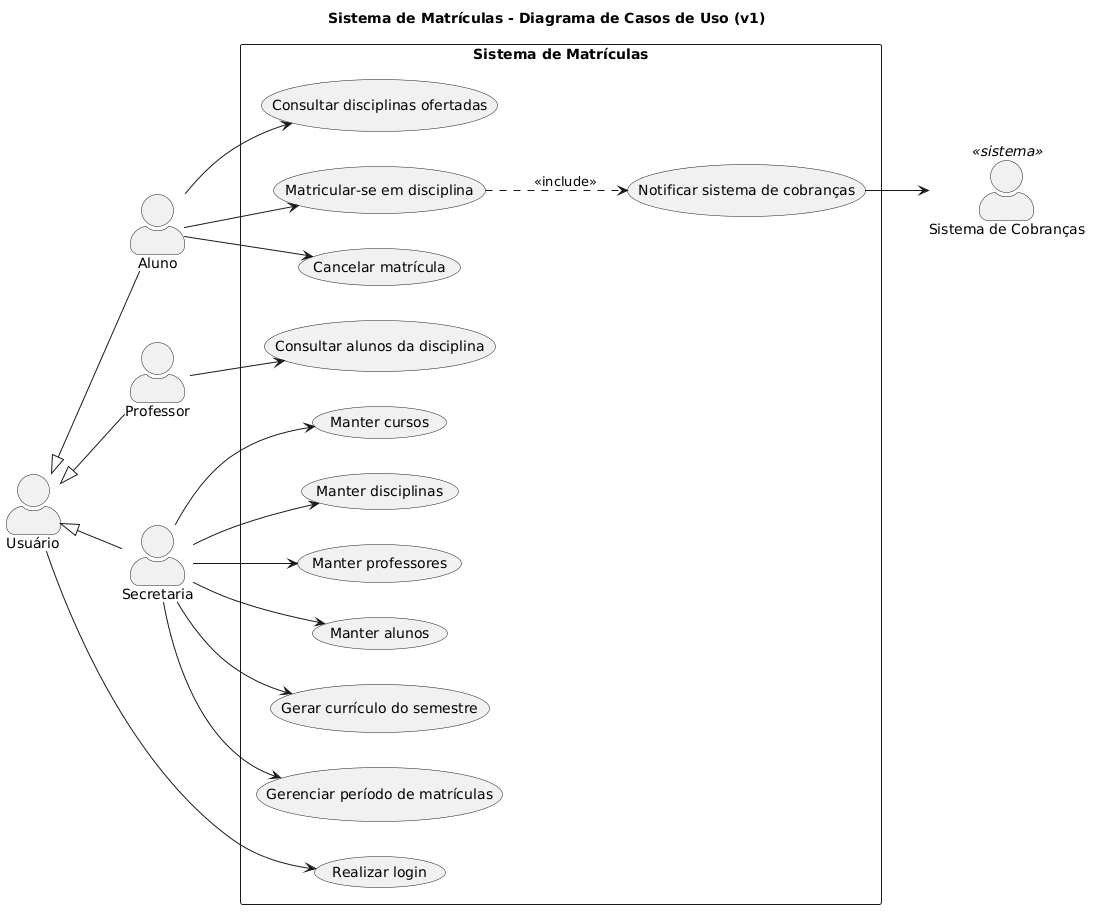 Sistema de Matrículas - Diagrama de Casos de Uso (v1)
Sistema de Matrículas
Consultar disciplinas ofertadas
Matricular-se em disciplina
«include»
Notificar sistema de cobranças
«sistema»
Sistema de Cobranças
Aluno
Cancelar matrícula
Consultar alunos da disciplina
Professor
Manter cursos
Manter disciplinas
Usuário
Manter professores
Secretaria
Manter alunos
Gerar currículo do semestre
Gerenciar período de matrículas
Realizar login